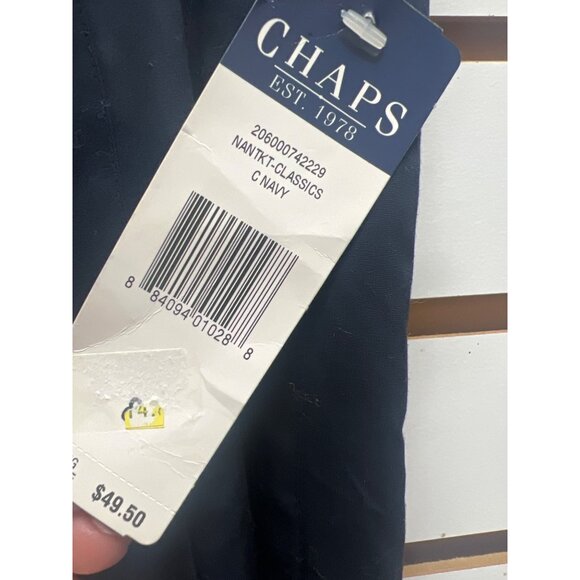 CHAPS
EST. 1978
206000742229
NANTKT-CLASSICS
C NAVY
8 84094 01028 8
$49.50